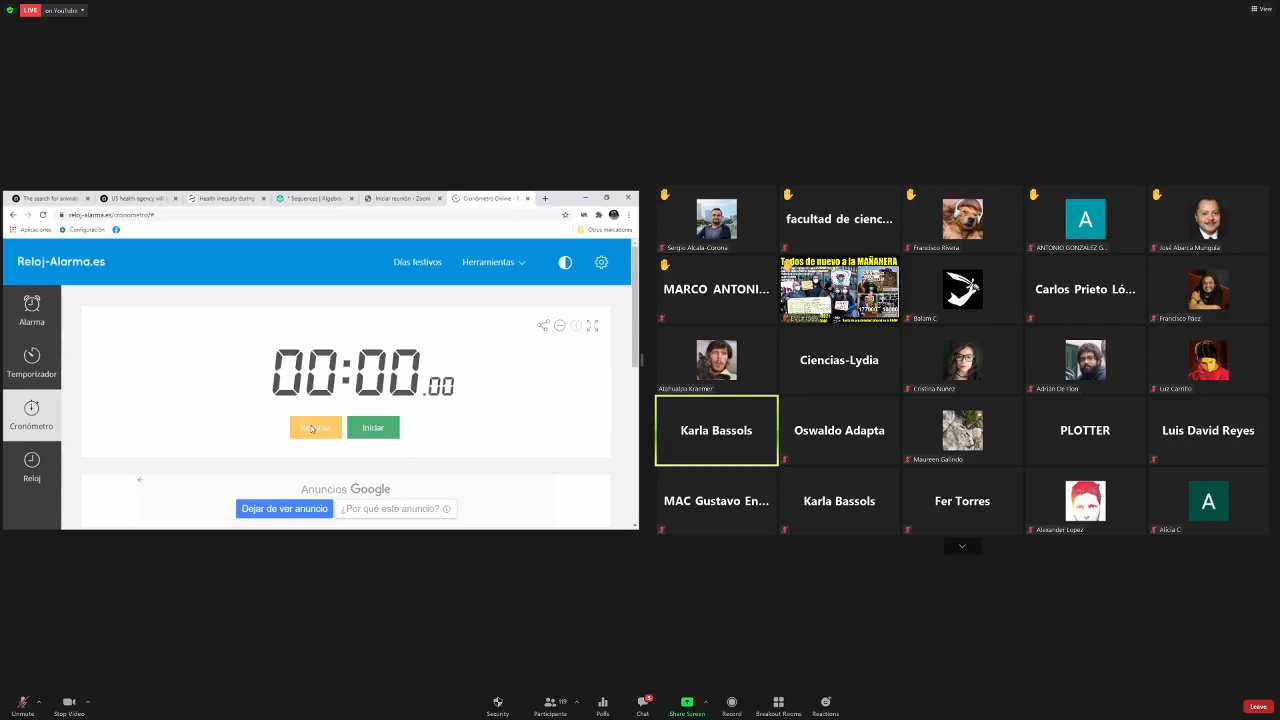 LIVE on YouTube
View
The search for animals
US health agency will
Health inequity during
* Sequences | Algebra
Iniciar reunión - Zoom
Cronómetro Online - R
reloj-alarma.es/cronometro/#
Aplicaciones
Configuración
Otros marcadores
Reloj-Alarma.es
Días festivos
Herramientas
Alarma
Temporizador
Cronómetro
Reloj
00:00.00
Iniciar
Anuncios Google
Dejar de ver anuncio
¿Por qué este anuncio?
Sergio Alcala-Corona
facultad de cienc...
Francisco Rivera
A
ANTONIO GONZALEZ G...
José Abarca Munguia
MARCO ANTONI...
Todos de nuevo a la MAÑANERA
Balam C
Carlos Prieto Ló...
Francisco Páez
Atahualpa Kraemer
Ciencias-Lydia
Cristina Núñez
Adrián De Flon
Luz Carrillo
Karla Bassols
Oswaldo Adapta
Maureen Galindo
PLOTTER
Luis David Reyes
MAC Gustavo En...
Karla Bassols
Fer Torres
Alexander Lopez
A
Alicia C
Unmute
Stop Video
Security
Participants
119
Polls
Chat
5
Share Screen
Record
Breakout Rooms
Reactions
Leave